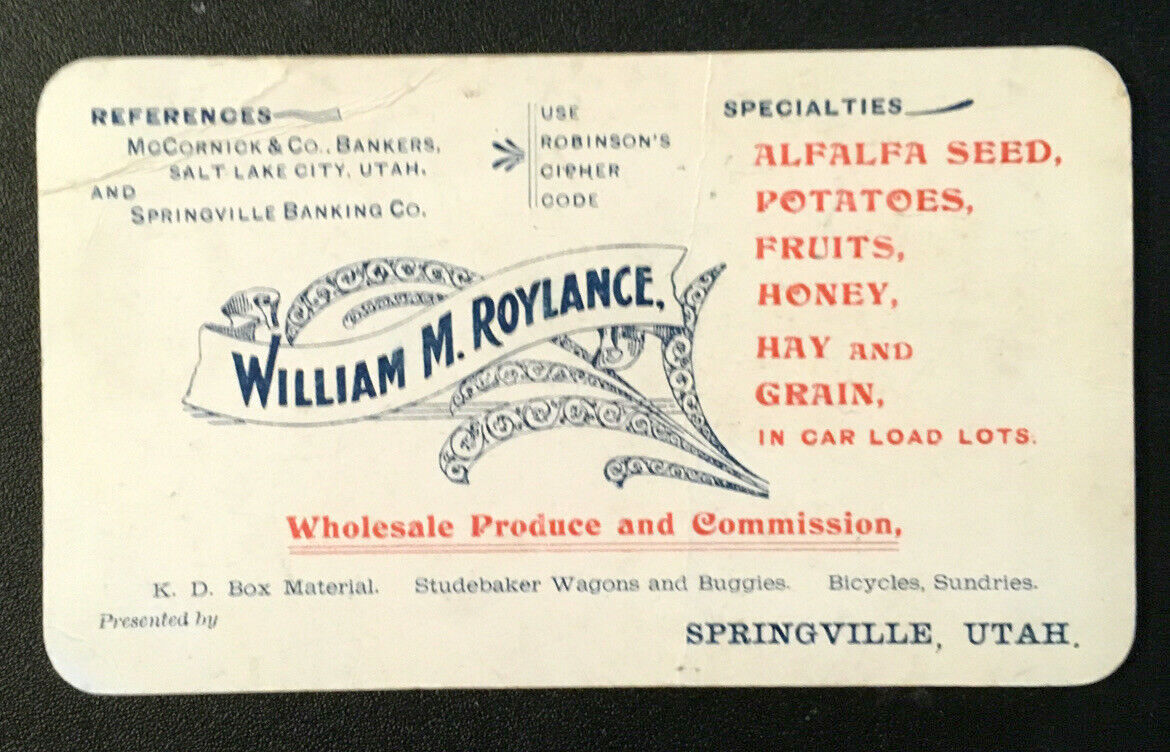 REFERENCES
McCORNICK & Co., BANKERS,
SALT LAKE CITY, UTAH.
AND
SPRINGVILLE BANKING Co.
USE
ROBINSON'S
CIPHER
CODE
SPECIALTIES
ALFALFA SEED,
POTATOES,
FRUITS,
HONEY,
HAY AND
GRAIN,
IN CAR LOAD LOTS.
WILLIAM M. ROYLANCE,
Wholesale Produce and Commission,
K. D. Box Material. Studebaker Wagons and Buggies. Bicycles, Sundries.
Presented by
SPRINGVILLE, UTAH.